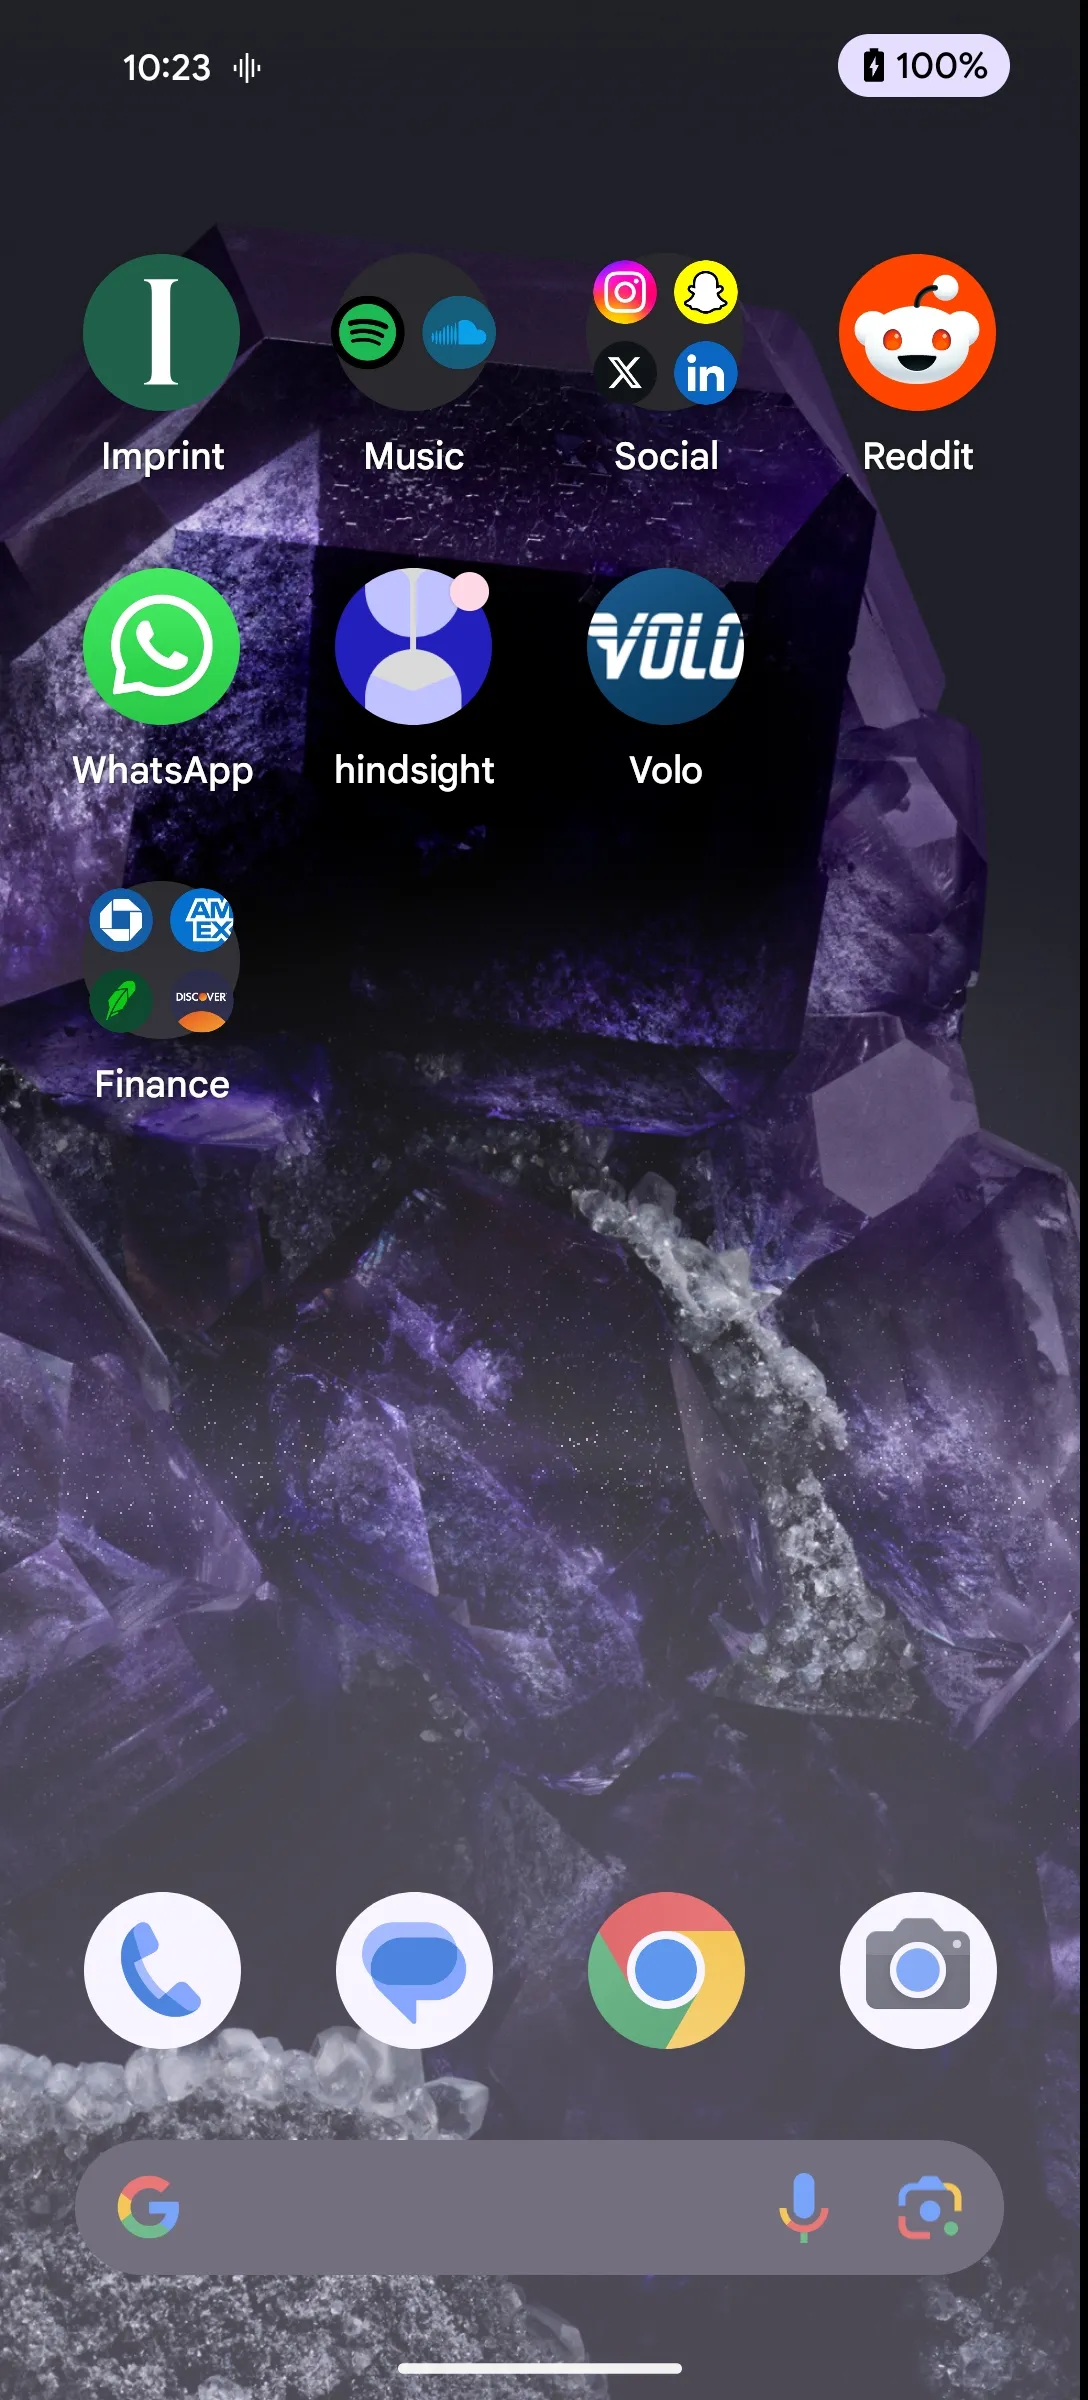 10:23
100%
Imprint
Music
Social
Reddit
WhatsApp
hindsight
VOLO
Volo
AM
EX
DISCOVER
Finance